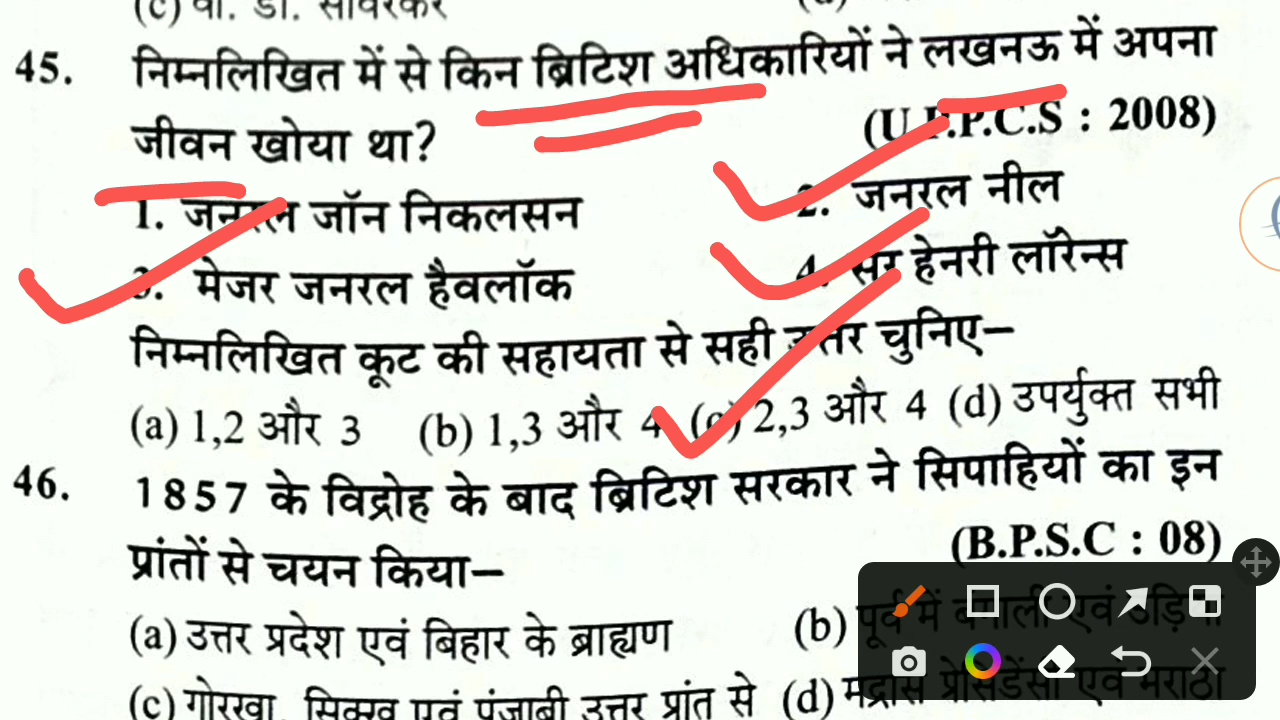 (c) वी. डी. सावरकर
45. निम्नलिखित में से किन ब्रिटिश अधिकारियों ने लखनऊ में अपना
जीवन खोया था? (U.P.P.C.S : 2008)
1. जनरल जॉन निकलसन 2. जनरल नील
3. मेजर जनरल हैवलॉक 4. सर हेनरी लॉरेन्स
निम्नलिखित कूट की सहायता से सही उत्तर चुनिए–
(a) 1,2 और 3 (b) 1,3 और 4 (c) 2,3 और 4 (d) उपर्युक्त सभी
46. 1857 के विद्रोह के बाद ब्रिटिश सरकार ने सिपाहियों का इन
प्रांतों से चयन किया– (B.P.S.C : 08)
(a) उत्तर प्रदेश एवं बिहार के ब्राह्मण (b) पूर्व में बंगाली एवं उड़िया
(c) गोरखा, सिक्ख एवं पंजाबी उत्तर प्रांत से (d) मद्रास प्रेसिडेंसी एवं मराठा